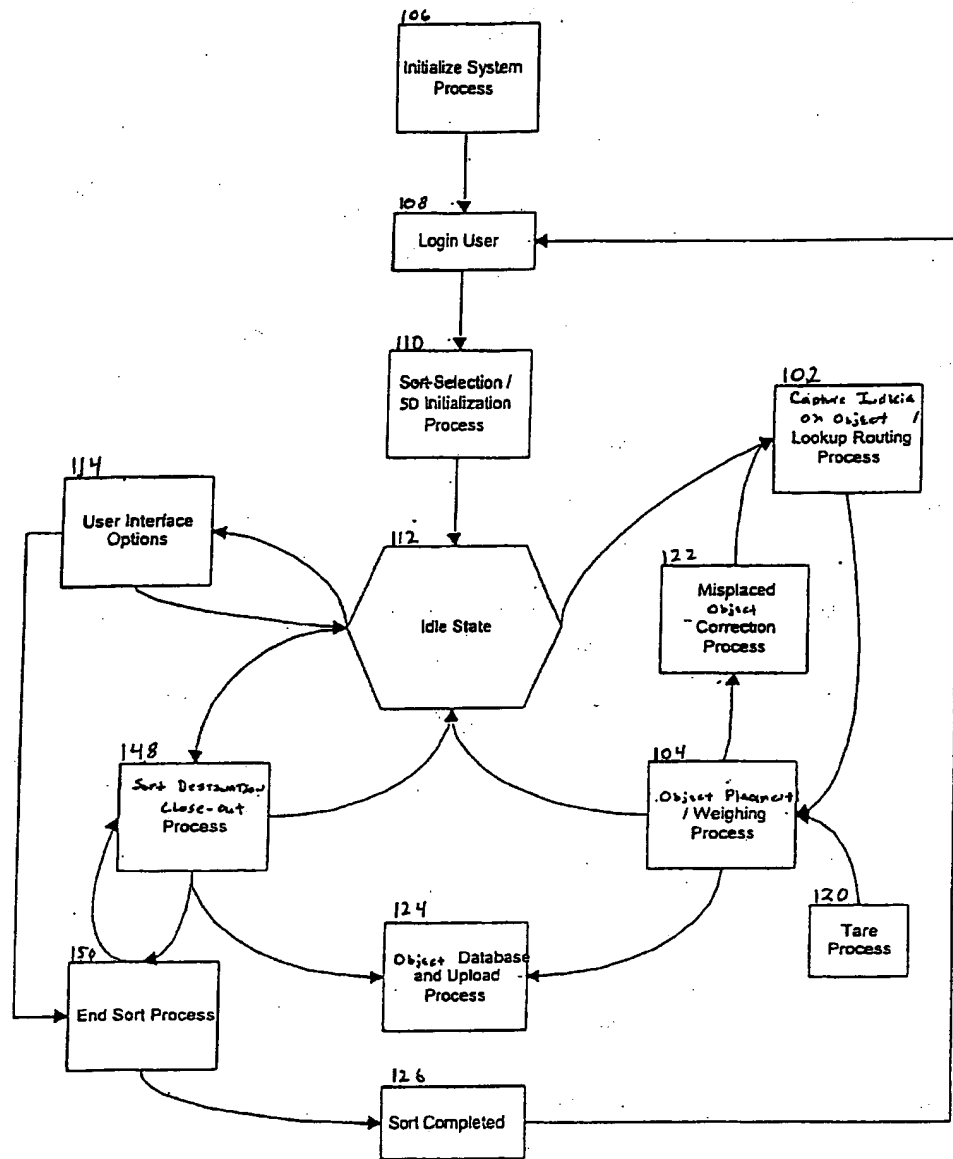 106
Initialize System
Process
108
Login User
110
Sort-Selection /
SD Initialization
Process
102
Capture Indicia
on Object /
Lookup Routing
Process
114
User Interface
Options
112
Idle State
122
Misplaced
Object
Correction
Process
148
Sort Destination
Close-out
Process
104
Object Placment
/ Weighing
Process
124
Object Database
and Upload
Process
120
Tare
Process
150
End Sort Process
126
Sort Completed